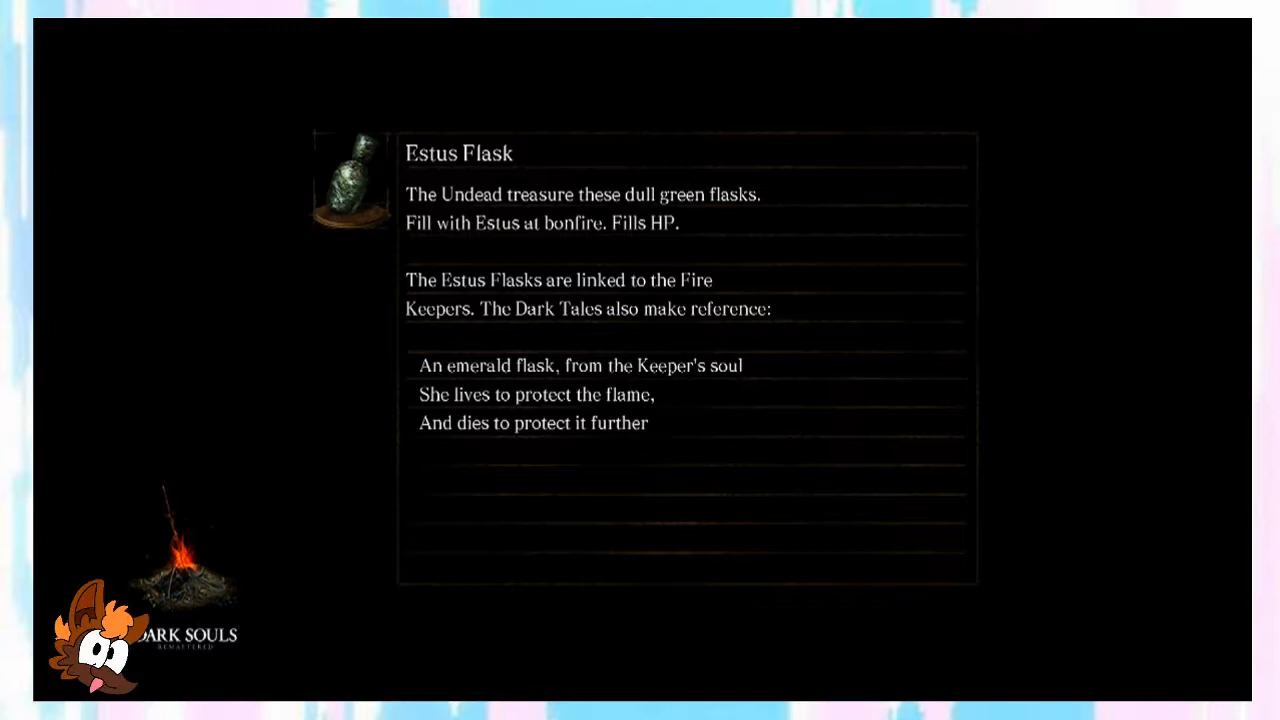 Estus Flask
The Undead treasure these dull green flasks.
Fill with Estus at bonfire. Fills HP.
The Estus Flasks are linked to the Fire
Keepers. The Dark Tales also make reference:
An emerald flask, from the Keeper's soul
She lives to protect the flame,
And dies to protect it further
DARK SOULS
REMASTERED